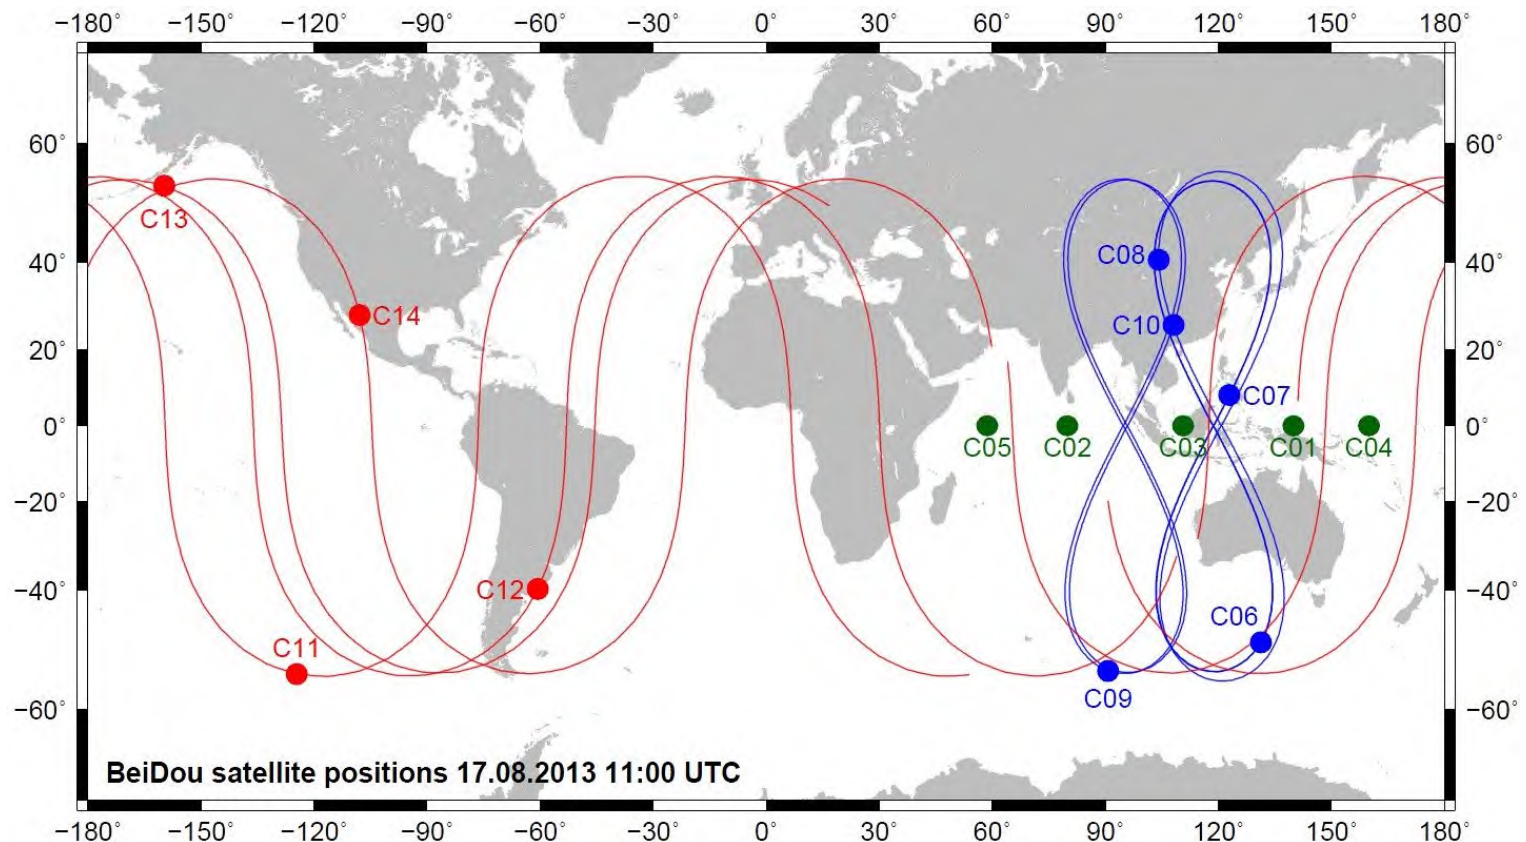 −180° −150° −120° −90° −60° −30° 0° 30° 60° 90° 120° 150° 180°
60° 60°
C13
C08
40° 40°
C14
C10
20° 20°
C07
0° 0°
C05 C02 C03 C01 C04
−20° −20°
C12
−40° −40°
C06
C11
C09
−60° −60°
BeiDou satellite positions 17.08.2013 11:00 UTC
−180° −150° −120° −90° −60° −30° 0° 30° 60° 90° 120° 150° 180°